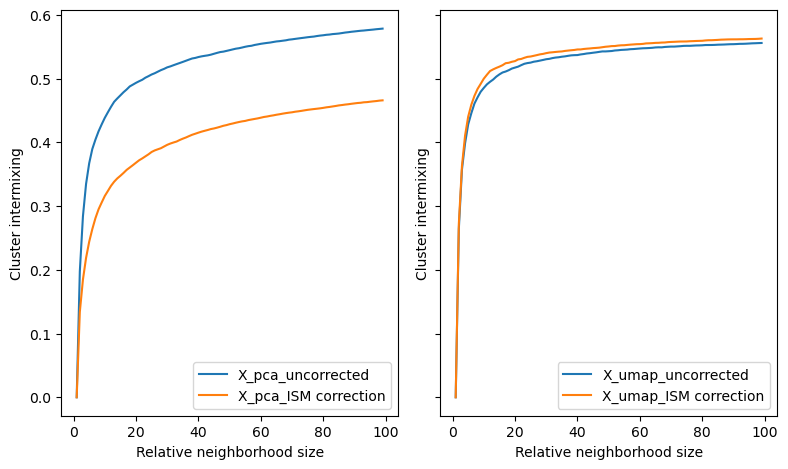 0.6
0.5
0.4
0.3
0.2
0.1
0.0
Cluster intermixing
0 20 40 60 80 100
Relative neighborhood size
X_pca_uncorrected
X_pca_ISM correction
Cluster intermixing
0 20 40 60 80 100
Relative neighborhood size
X_umap_uncorrected
X_umap_ISM correction